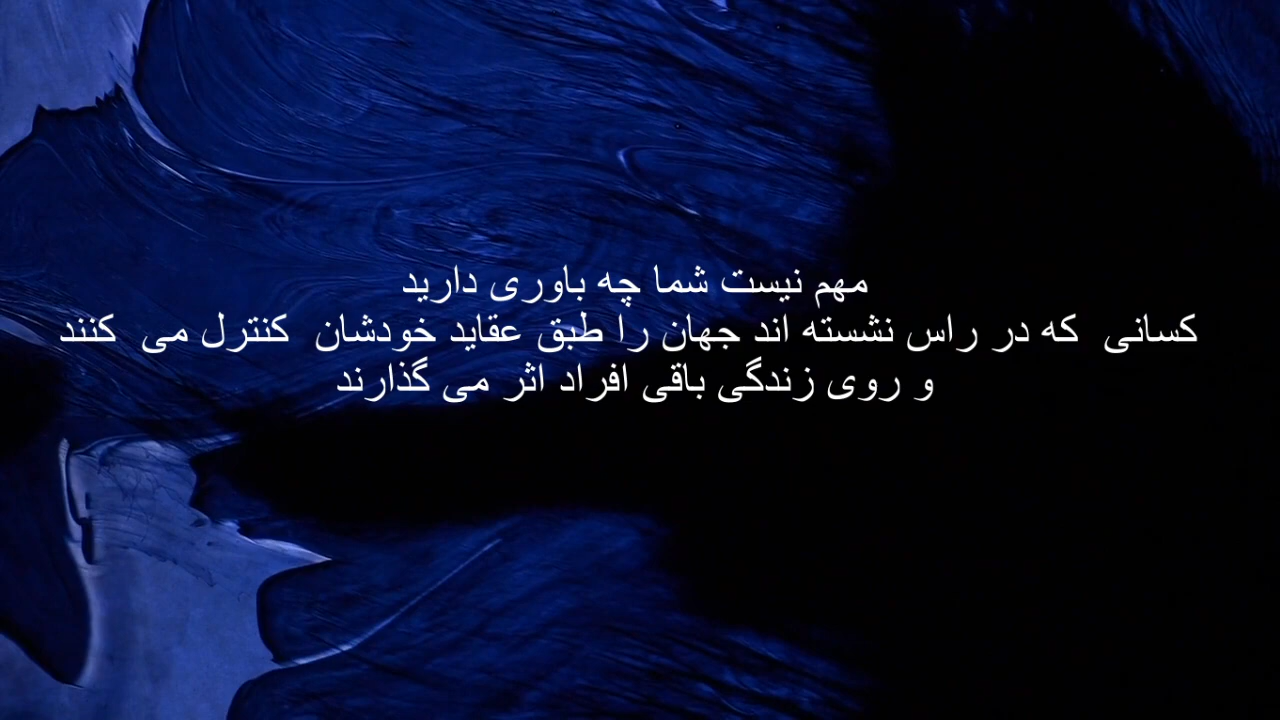 مهم نیست شما چه باوری دارید
کسانی که در راس نشسته اند جهان را طبق عقاید خودشان کنترل می کنند
و روی زندگی باقی افراد اثر می گذارند